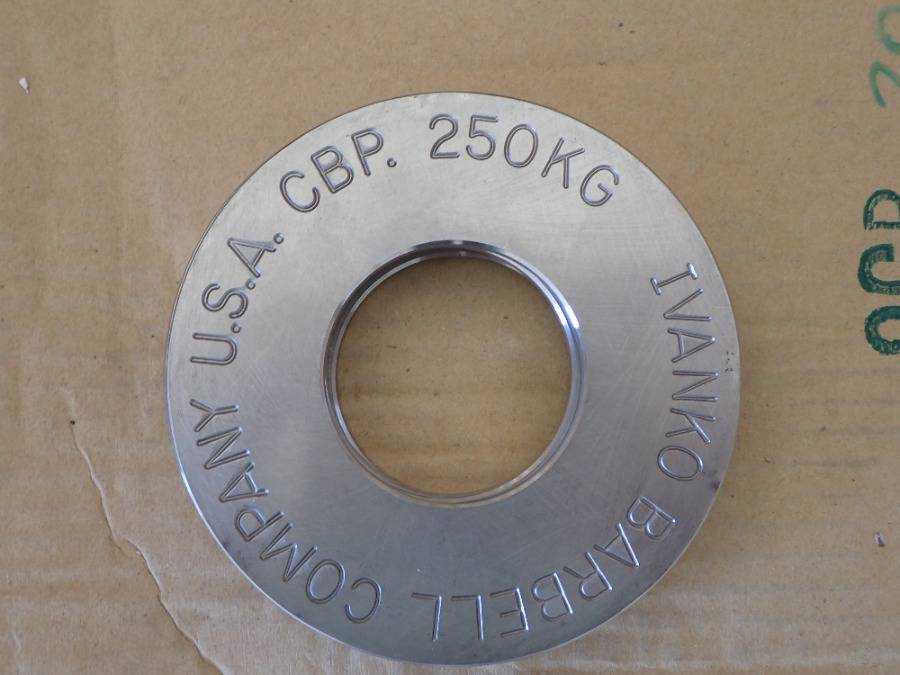 IVANKO BARBELL COMPANY U.S.A. CBP. 250KG